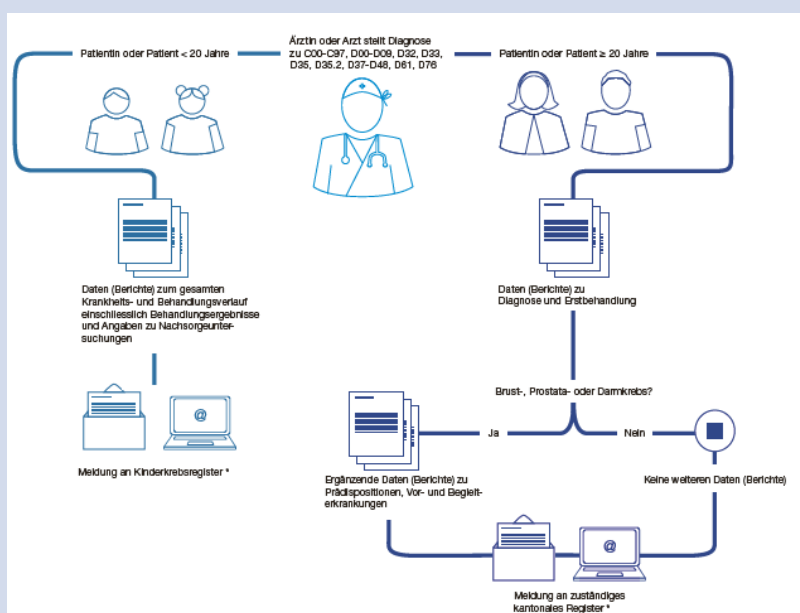 Ärztin oder Arzt stellt Diagnose
zu C00-C97, D00-D09, D32, D33,
D35, D35.2, D37-D48, D61, D76
Patientin oder Patient < 20 Jahre
Patientin oder Patient ≥ 20 Jahre
Daten (Berichte) zum gesamten
Krankheits- und Behandlungsverlauf
einschliesslich Behandlungsergebnisse
und Angaben zu Nachsorgeunter-
suchungen
Daten (Berichte) zu
Diagnose und Erstbehandlung
Brust-, Prostata- oder Darmkrebs?
Ja
Nein
@
Meldung an Kinderkrebsregister *
Ergänzende Daten (Berichte) zu
Prädispositionen, Vor- und Begleit-
erkrankungen
Keine weiteren Daten (Berichte)
@
Meldung an zuständiges
kantonales Register *